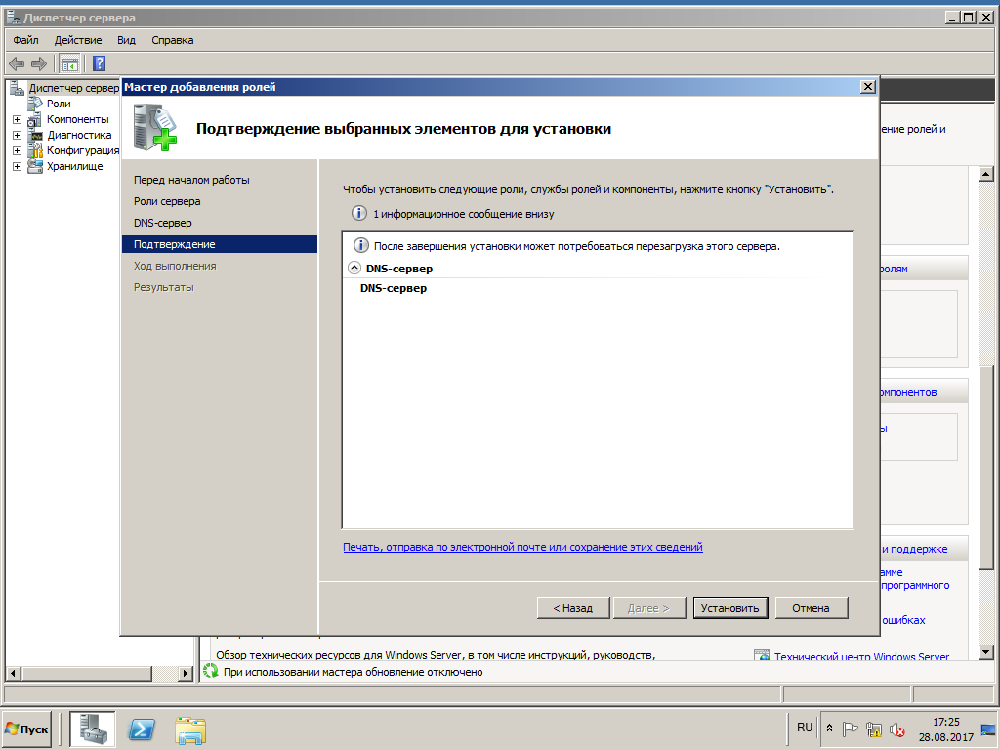 Диспетчер сервера
Файл Действие Вид Справка
Диспетчер сервер
Роли
Компоненты
Диагностика
Конфигурация
Хранилище
Мастер добавления ролей
Подтверждение выбранных элементов для установки
Перед началом работы
Роли сервера
DNS-сервер
Подтверждение
Ход выполнения
Результаты
Чтобы установить следующие роли, службы ролей и компоненты, нажмите кнопку "Установить".
1 информационное сообщение внизу
После завершения установки может потребоваться перезагрузка этого сервера.
DNS-сервер
DNS-сервер
Печать, отправка по электронной почте или сохранение этих сведений
< Назад Далее > Установить Отмена
ение ролей и
ролям
омпонентов
ы
и поддержке
амме
программного
ошибках
Обзор технических ресурсов для Windows Server, в том числе инструкций, руководств,
Технический центр Windows Server
При использовании мастера обновление отключено
Пуск
RU
17:25
28.08.2017